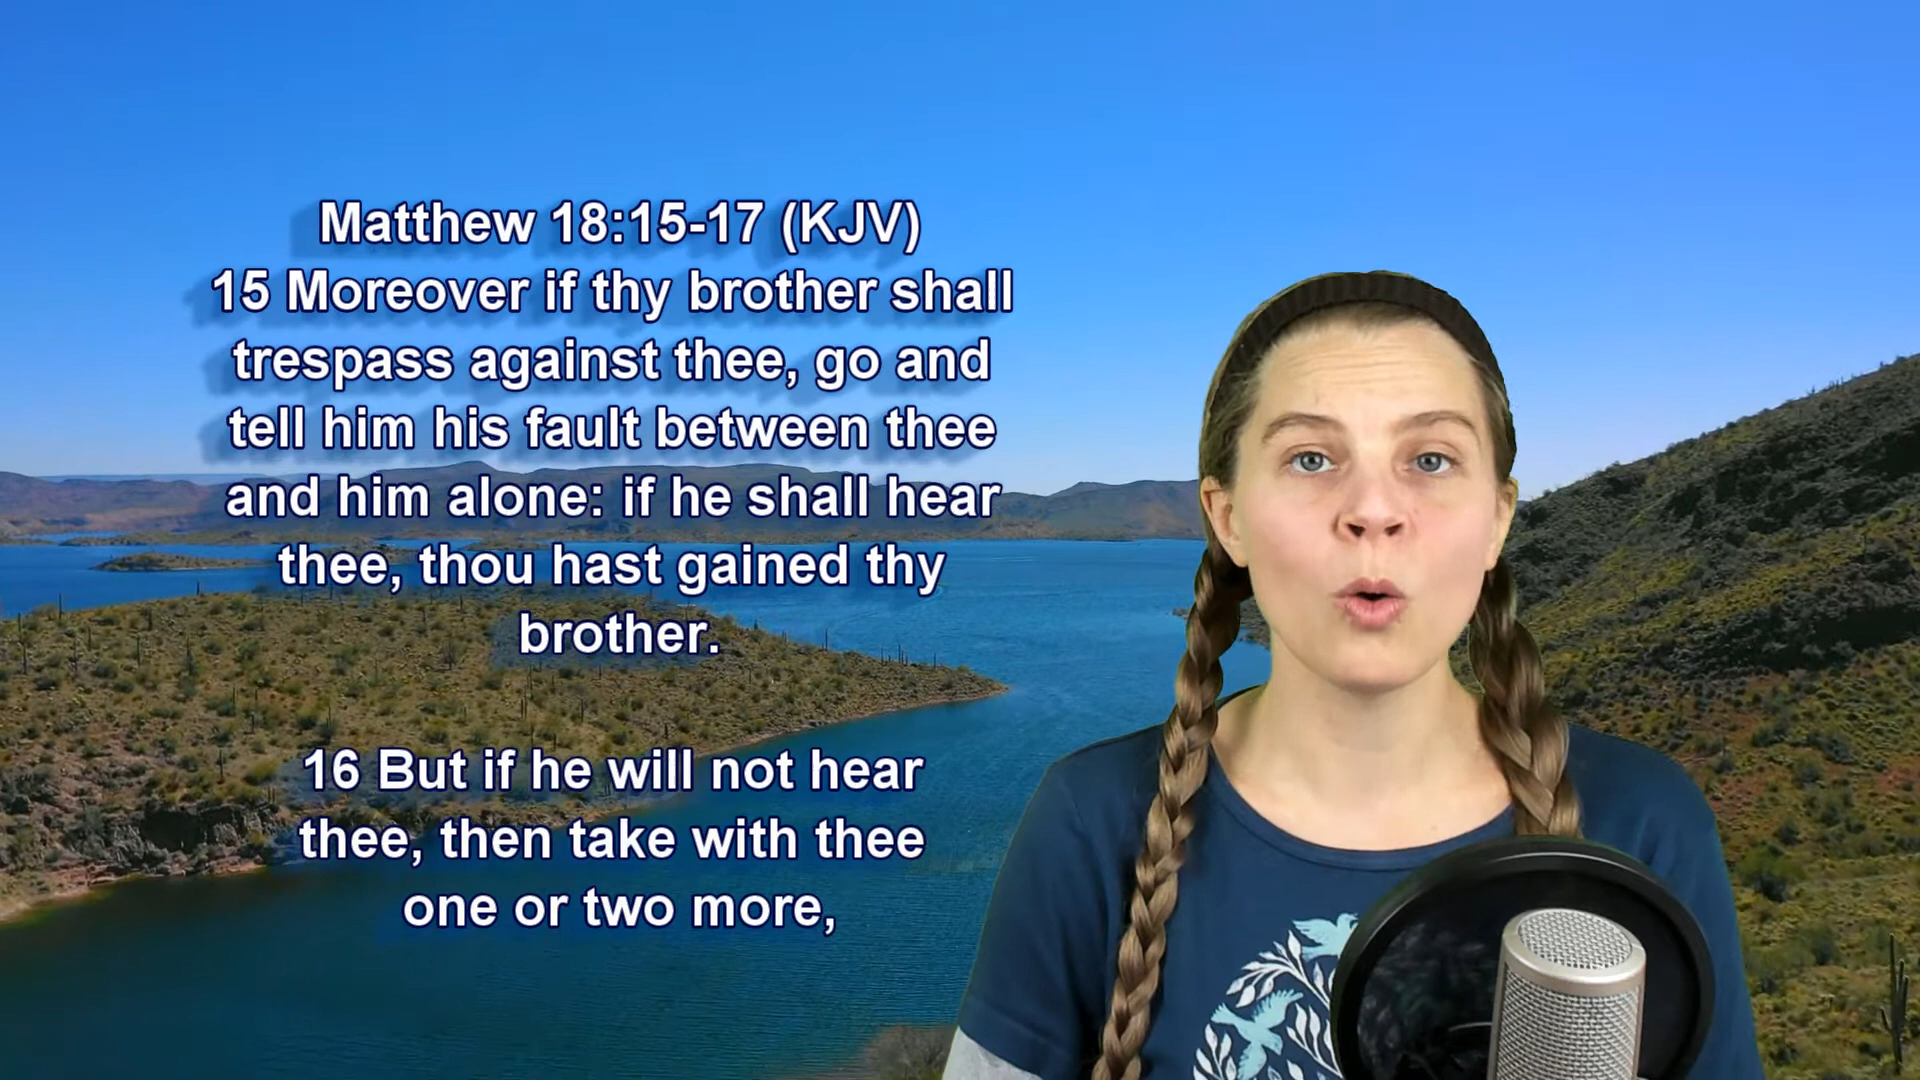 Matthew 18:15-17 (KJV)
15 Moreover if thy brother shall
trespass against thee, go and
tell him his fault between thee
and him alone: if he shall hear
thee, thou hast gained thy
brother.
16 But if he will not hear
thee, then take with thee
one or two more,